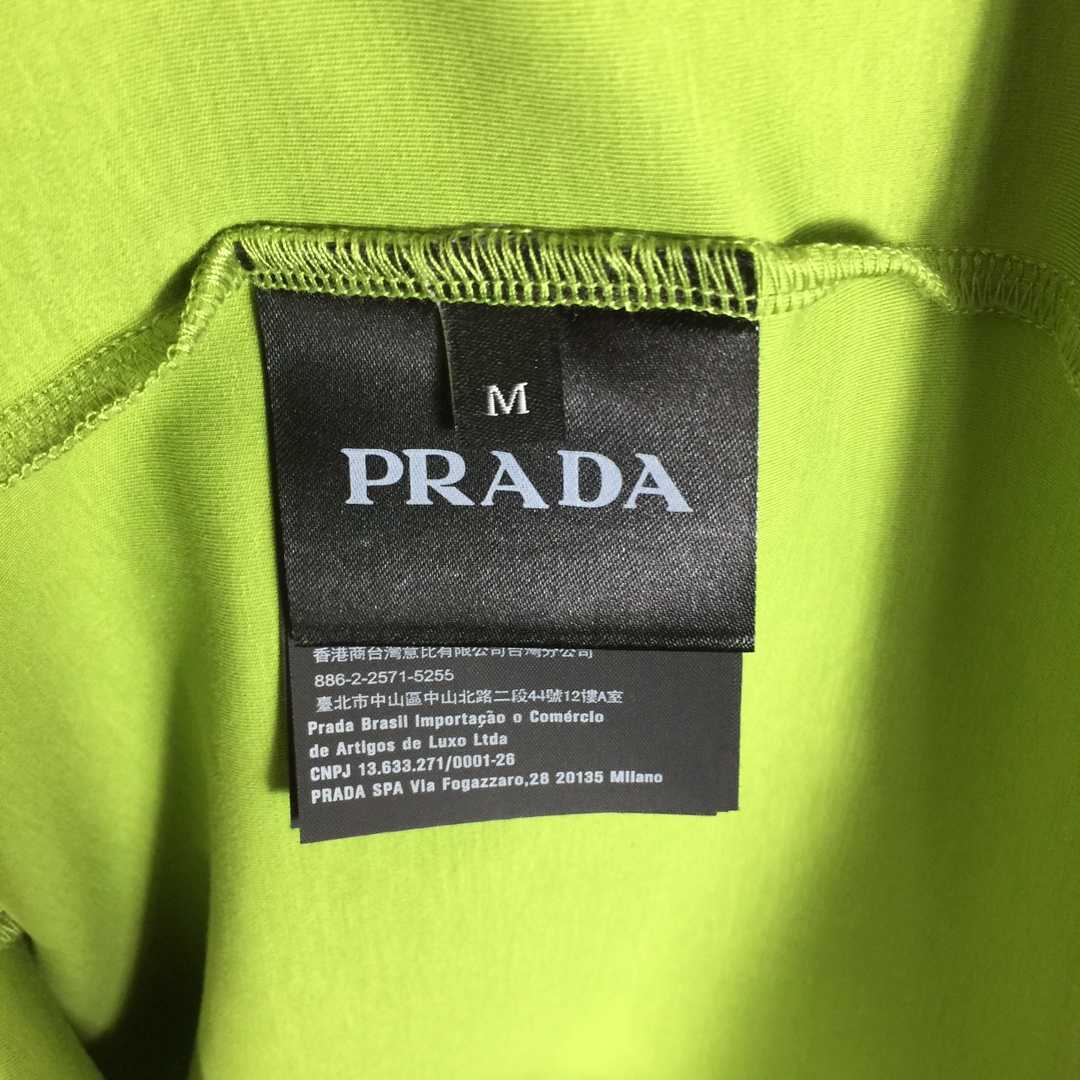 M
PRADA
香港商台灣意比有限公司台灣分公司
886-2-2571-5255
臺北市中山區中山北路二段44號12樓A室
Prada Brasil Importação o Comércio
de Artigos de Luxo Ltda
CNPJ 13.633.271/0001-26
PRADA SPA Via Fogazzaro,28 20135 Milano